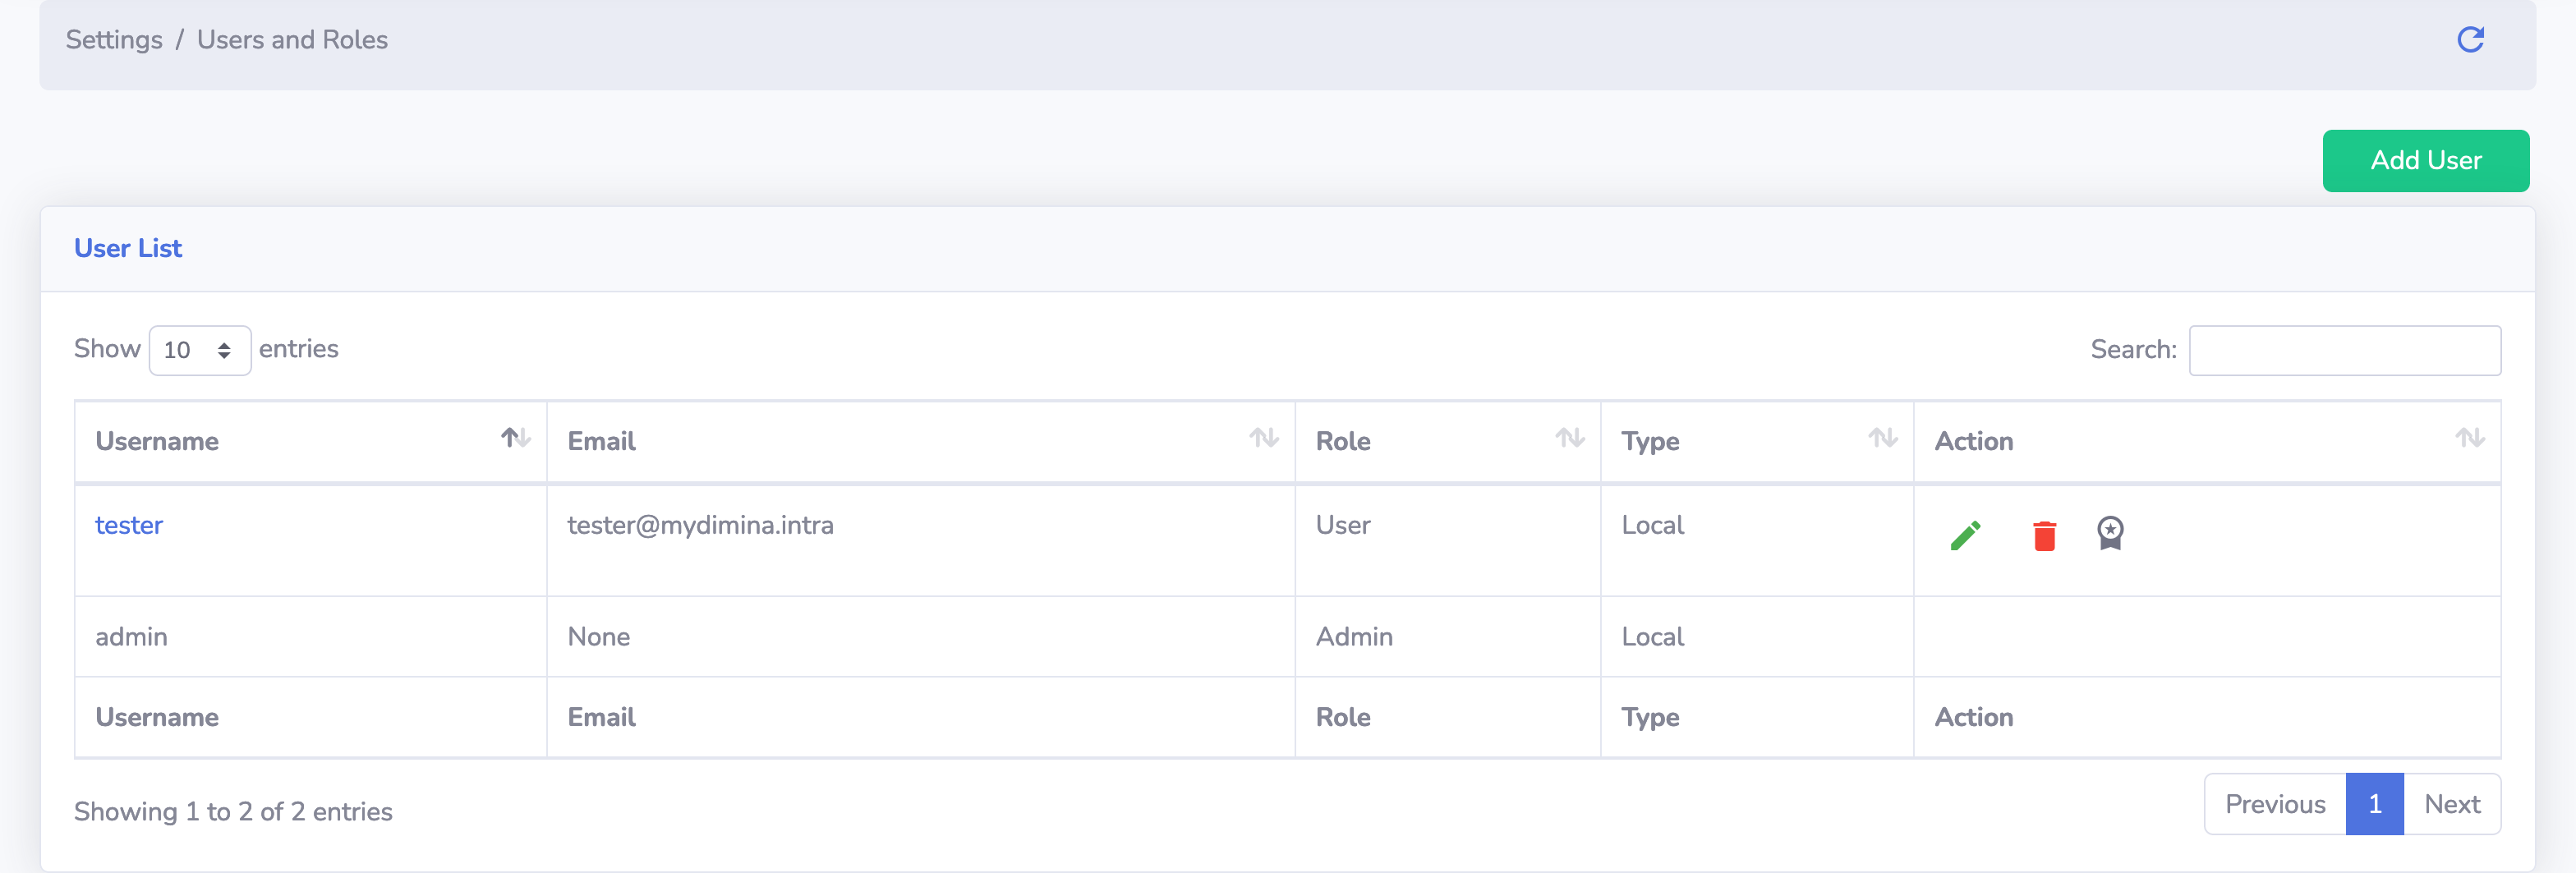 Settings / Users and Roles
Add User
User List
Show 10 entries
Search:
Username Email Role Type Action
tester tester@mydimina.intra User Local
admin None Admin Local
Username Email Role Type Action
Showing 1 to 2 of 2 entries
Previous 1 Next